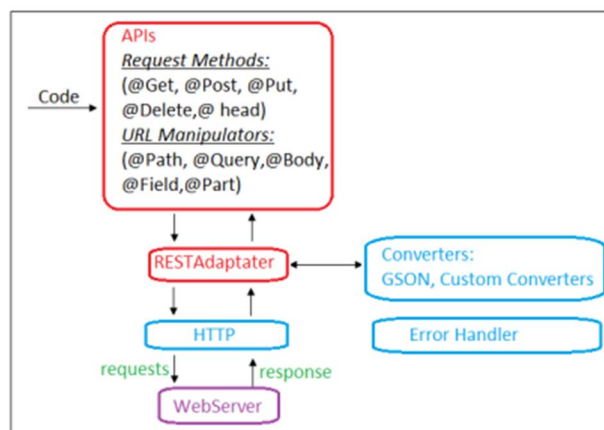 APIs
Request Methods:
(@Get, @Post, @Put,
@Delete,@ head)
URL Manipulators:
(@Path, @Query,@Body,
@Field,@Part)
Code
RESTAdaptater
Converters:
GSON, Custom Converters
HTTP
Error Handler
requests
response
WebServer